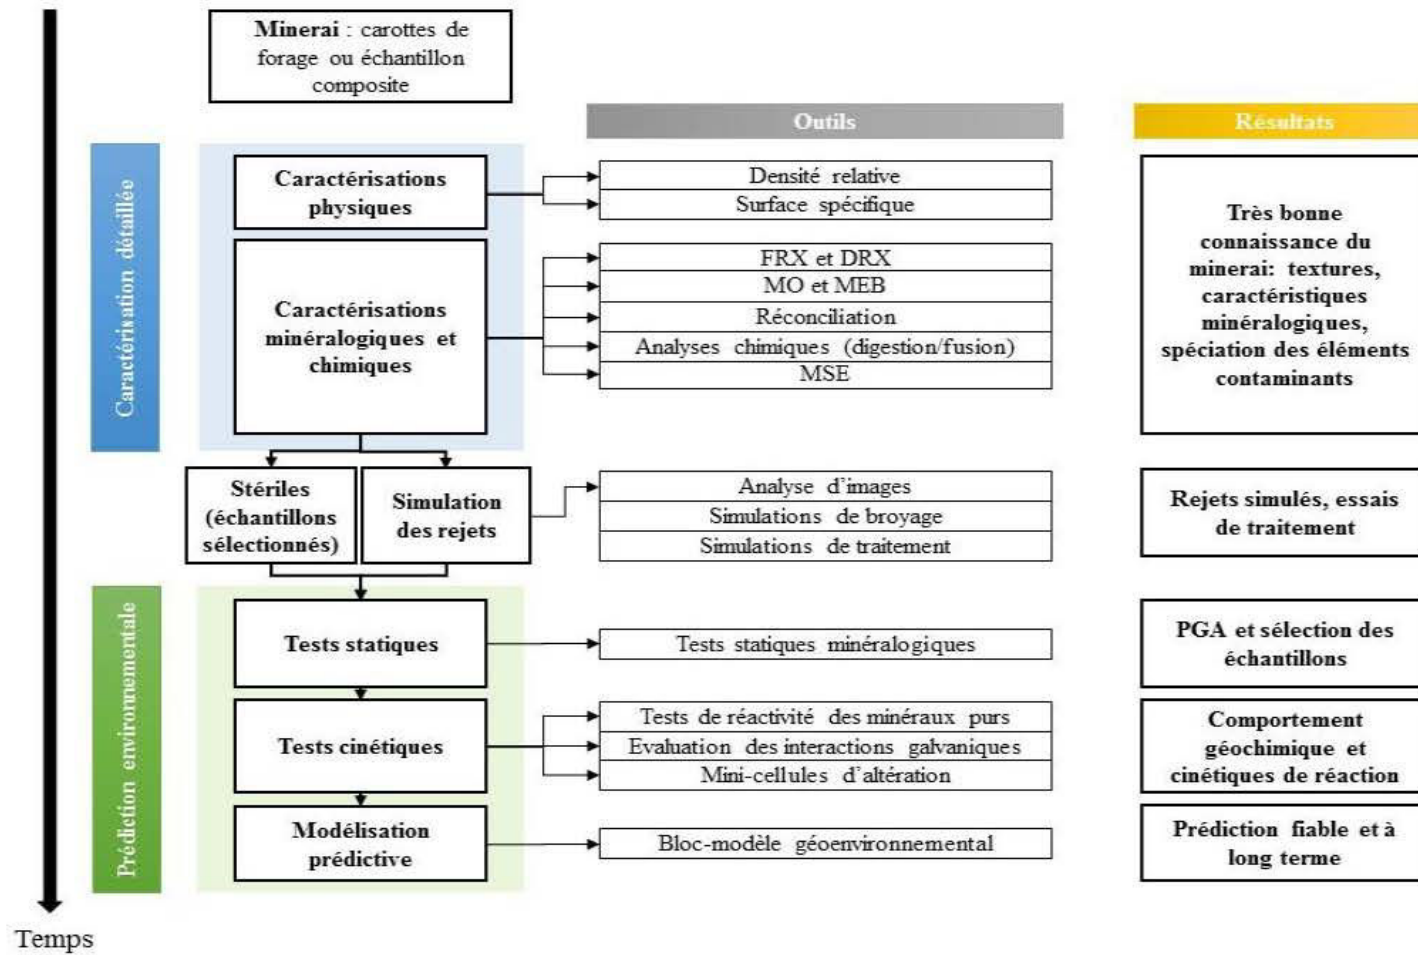 Minerai : carottes de
forage ou échantillon
composite
Outils
Résultats
Caractérisation détaillée
Caractérisations
physiques
Densité relative
Surface spécifique
Caractérisations
minéralogiques et
chimiques
FRX et DRX
MO et MEB
Réconciliation
Analyses chimiques (digestion/fusion)
MSE
Très bonne
connaissance du
minerai: textures,
caractéristiques
minéralogiques,
spéciation des éléments
contaminants
Stériles
(échantillons
sélectionnés)
Simulation
des rejets
Analyse d'images
Simulations de broyage
Simulations de traitement
Rejets simulés, essais
de traitement
Prédiction environnementale
Tests statiques
Tests statiques minéralogiques
PGA et sélection des
échantillons
Tests cinétiques
Tests de réactivité des minéraux purs
Evaluation des interactions galvaniques
Mini-cellules d'altération
Comportement
géochimique et
cinétiques de réaction
Modélisation
prédictive
Bloc-modèle géoenvironnemental
Prédiction fiable et à
long terme
Temps